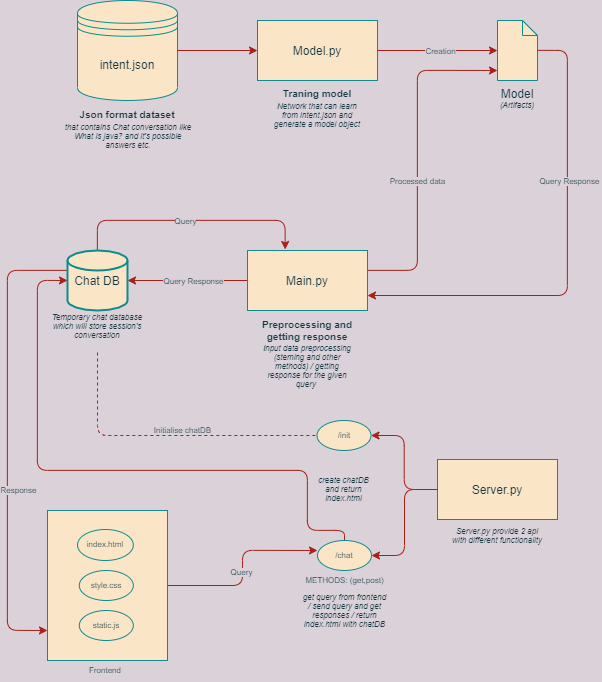 intent.json
Model.py
Creation
Json format dataset
that contains Chat conversation like
What is java? and it's possible
answers etc.
Traning model
Network that can learn
from intent.json and
generate a model object
Model
(Artifacts)
Processed data
Query Response
Query
Chat DB
Query Response
Main.py
Temporary chat database
which will store session's
conversation
Preprocessing and
getting response
Input data preprocessing
(steming and other
methods) / getting
response for the given
query
Initialise chatDB
/init
create chatDB
and return
index.html
Server.py
Server.py provide 2 api
with different functionality
Response
index.html
style.css
static.js
Frontend
Query
/chat
METHODS: (get,post)
get query from frontend
/ send query and get
responses / return
index.html with chatDB